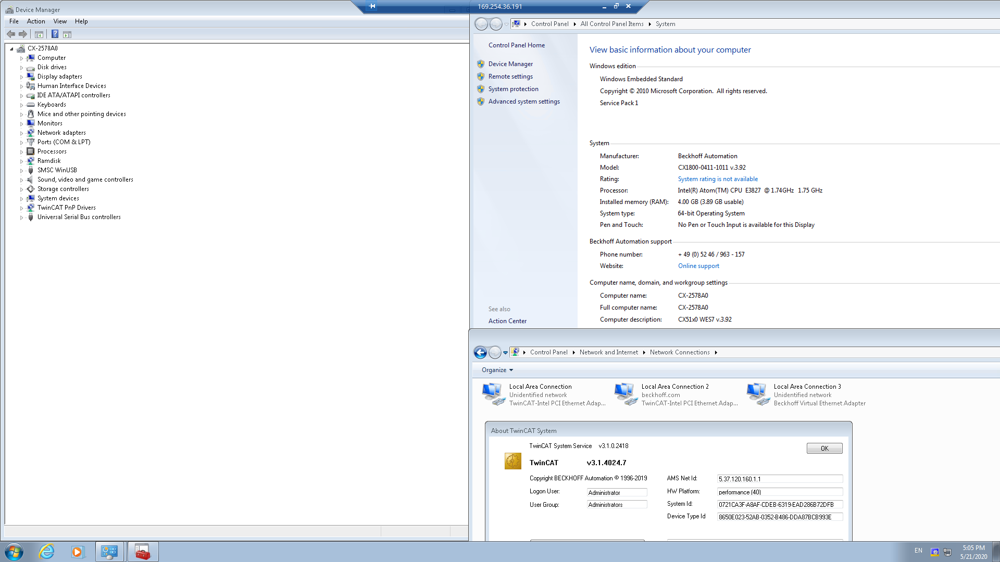 Device Manager
File Action View Help
CX-2578A0
Computer
Disk drives
Display adapters
Human Interface Devices
IDE ATA/ATAPI controllers
Keyboards
Mice and other pointing devices
Monitors
Network adapters
Ports (COM & LPT)
Processors
Ramdisk
SMSC WinUSB
Sound, video and game controllers
Storage controllers
System devices
TwinCAT PnP Drivers
Universal Serial Bus controllers
169.254.36.191
Control Panel All Control Panel Items System
Control Panel Home
Device Manager
Remote settings
System protection
Advanced system settings
See also
Action Center
View basic information about your computer
Windows edition
Windows Embedded Standard
Copyright © 2010 Microsoft Corporation. All rights reserved.
Service Pack 1
System
Manufacturer: Beckhoff Automation
Model: CX1800-0411-1011 v.3.92
Rating: System rating is not available
Processor: Intel(R) Atom(TM) CPU E3827 @ 1.74GHz 1.75 GHz
Installed memory (RAM): 4.00 GB (3.89 GB usable)
System type: 64-bit Operating System
Pen and Touch: No Pen or Touch Input is available for this Display
Beckhoff Automation support
Phone number: + 49 (0) 52 46 / 963 - 157
Website: Online support
Computer name, domain, and workgroup settings
Computer name: CX-2578A0
Full computer name: CX-2578A0
Computer description: CX51x0 WES7 v.3.92
Control Panel Network and Internet Network Connections
Organize
Local Area Connection
Unidentified network
TwinCAT-Intel PCI Ethernet Adap...
Local Area Connection 2
beckhoff.com
TwinCAT-Intel PCI Ethernet Adap...
Local Area Connection 3
Unidentified network
Beckhoff Virtual Ethernet Adapter
About TwinCAT System
TwinCAT System Service v3.1.0.2418
OK
TwinCAT v3.1.4024.7
Copyright BECKHOFF Automation © 1996-2019
Logon User: Administrator
User Group: Administrators
AMS Net Id: 5.37.120.160.1.1
HW Platform: performance (40)
System Id: 0721CA3F-A8AF-CDEB-6319-EAD286B72DFB
Device Type Id 8650E023-52AB-0352-B486-DDA87BCB993E
EN
5:05 PM
5/21/2020